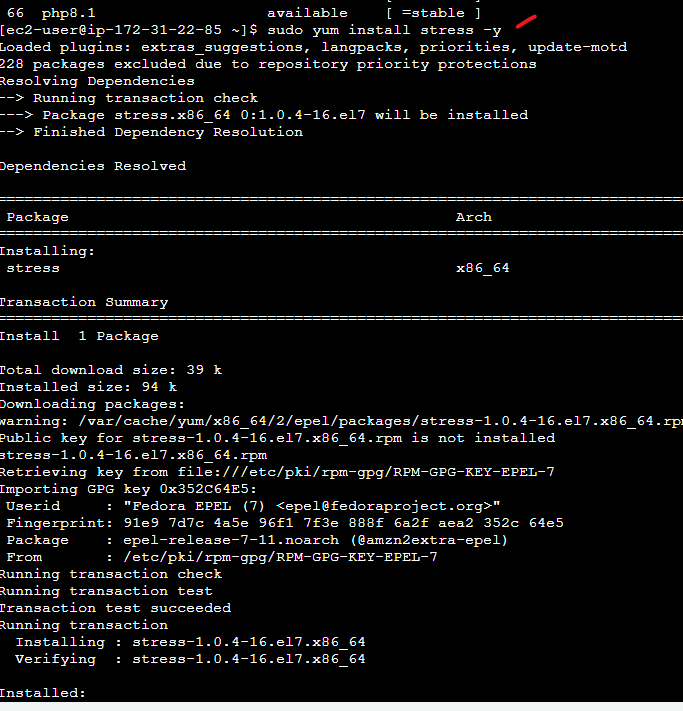 66 php8.1 available [ =stable ]
[ec2-user@ip-172-31-22-85 ~]$ sudo yum install stress -y
Loaded plugins: extras_suggestions, langpacks, priorities, update-motd
228 packages excluded due to repository priority protections
Resolving Dependencies
--> Running transaction check
---> Package stress.x86_64 0:1.0.4-16.el7 will be installed
--> Finished Dependency Resolution
Dependencies Resolved
================================================================================
Package Arch
================================================================================
Installing:
stress x86_64
Transaction Summary
================================================================================
Install 1 Package
Total download size: 39 k
Installed size: 94 k
Downloading packages:
warning: /var/cache/yum/x86_64/2/epel/packages/stress-1.0.4-16.el7.x86_64.rp
Public key for stress-1.0.4-16.el7.x86_64.rpm is not installed
stress-1.0.4-16.el7.x86_64.rpm
Retrieving key from file:///etc/pki/rpm-gpg/RPM-GPG-KEY-EPEL-7
Importing GPG key 0x352C64E5:
Userid : "Fedora EPEL (7) <epel@fedoraproject.org>"
Fingerprint: 91e9 7d7c 4a5e 96f1 7f3e 888f 6a2f aea2 352c 64e5
Package : epel-release-7-11.noarch (@amzn2extra-epel)
From : /etc/pki/rpm-gpg/RPM-GPG-KEY-EPEL-7
Running transaction check
Running transaction test
Transaction test succeeded
Running transaction
Installing : stress-1.0.4-16.el7.x86_64
Verifying : stress-1.0.4-16.el7.x86_64
Installed: